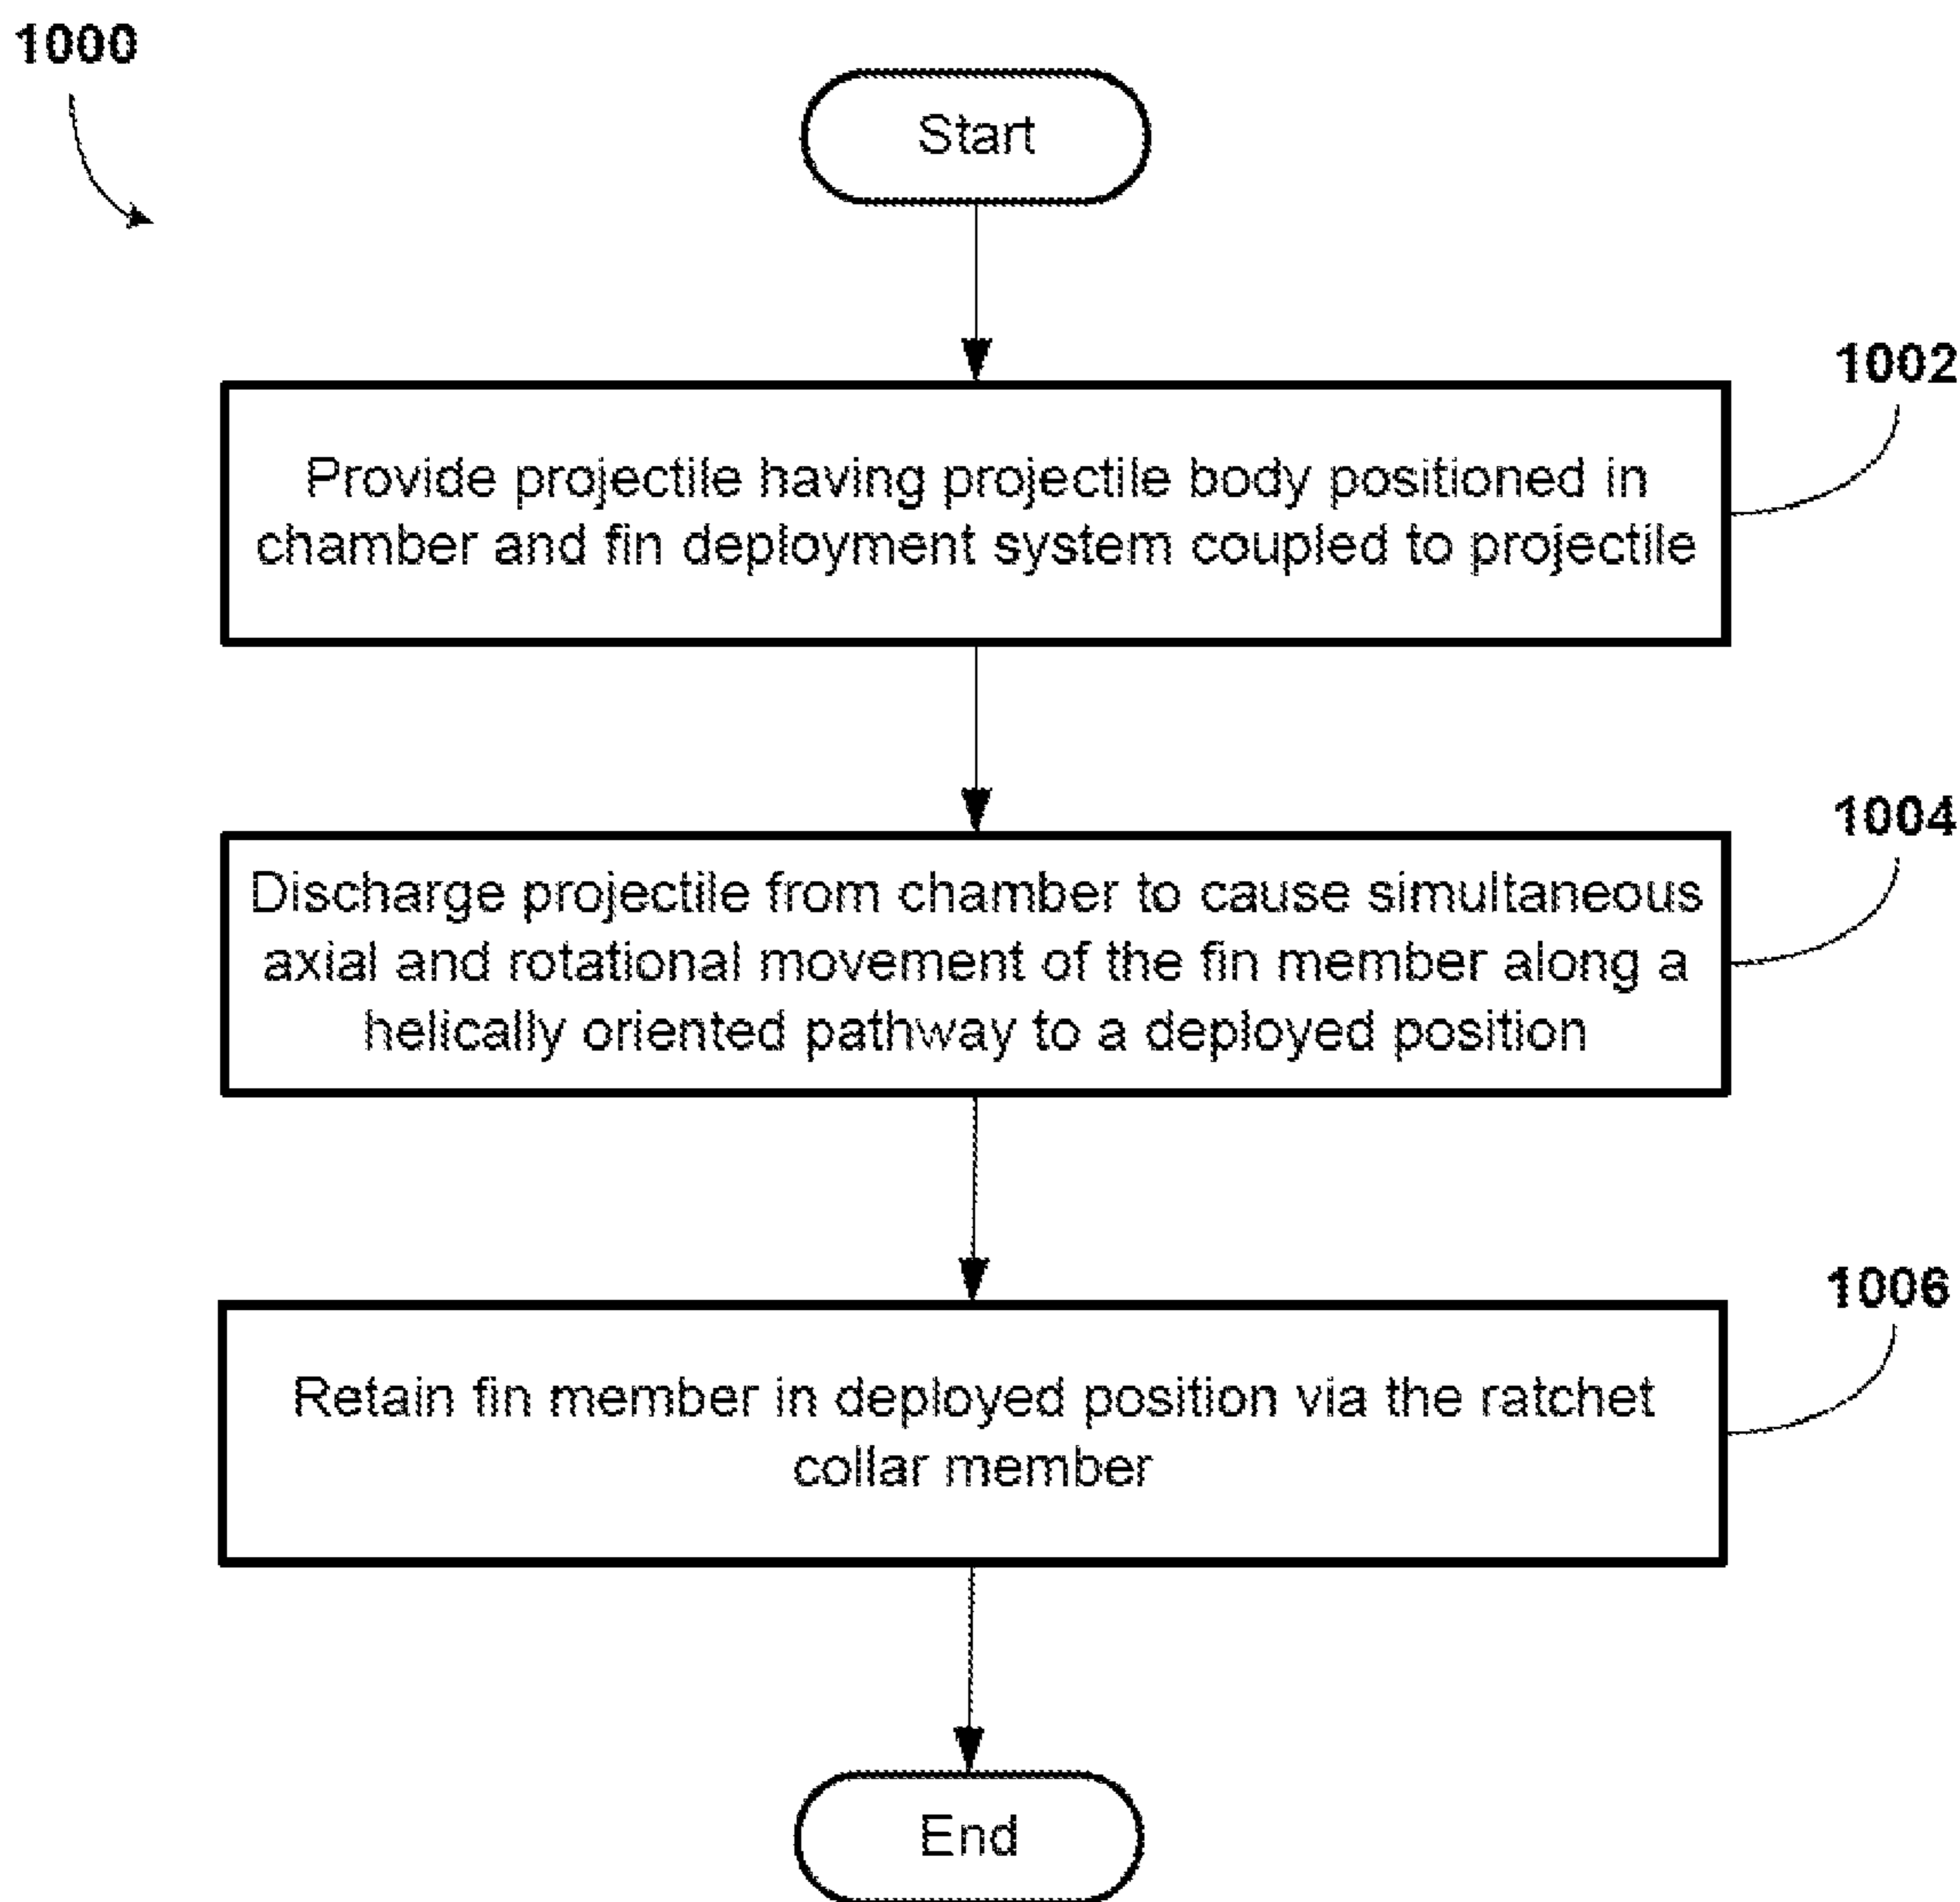 1000
Start
1002
Provide projectile having projectile body positioned in
chamber and fin deployment system coupled to projectile
1004
Discharge projectile from chamber to cause simultaneous
axial and rotational movement of the fin member along a
helically oriented pathway to a deployed position
1006
Retain fin member in deployed position via the ratchet
collar member
End